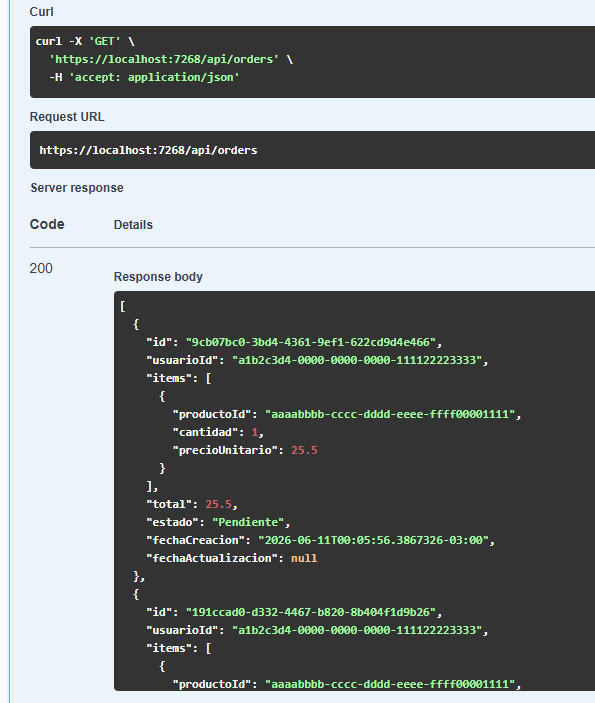 Curl
curl -X 'GET' \
'https://localhost:7268/api/orders' \
-H 'accept: application/json'
Request URL
https://localhost:7268/api/orders
Server response
Code Details
200
Response body
[
{
"id": "9cb07bc0-3bd4-4361-9ef1-622cd9d4e466",
"usuarioId": "a1b2c3d4-0000-0000-0000-111122223333",
"items": [
{
"productoId": "aaaabbbb-cccc-dddd-eeee-ffff00001111",
"cantidad": 1,
"precioUnitario": 25.5
}
],
"total": 25.5,
"estado": "Pendiente",
"fechaCreacion": "2026-06-11T00:05:56.3867326-03:00",
"fechaActualizacion": null
},
{
"id": "191ccad0-d332-4467-b820-8b404f1d9b26",
"usuarioId": "a1b2c3d4-0000-0000-0000-111122223333",
"items": [
{
"productoId": "aaaabbbb-cccc-dddd-eeee-ffff00001111",